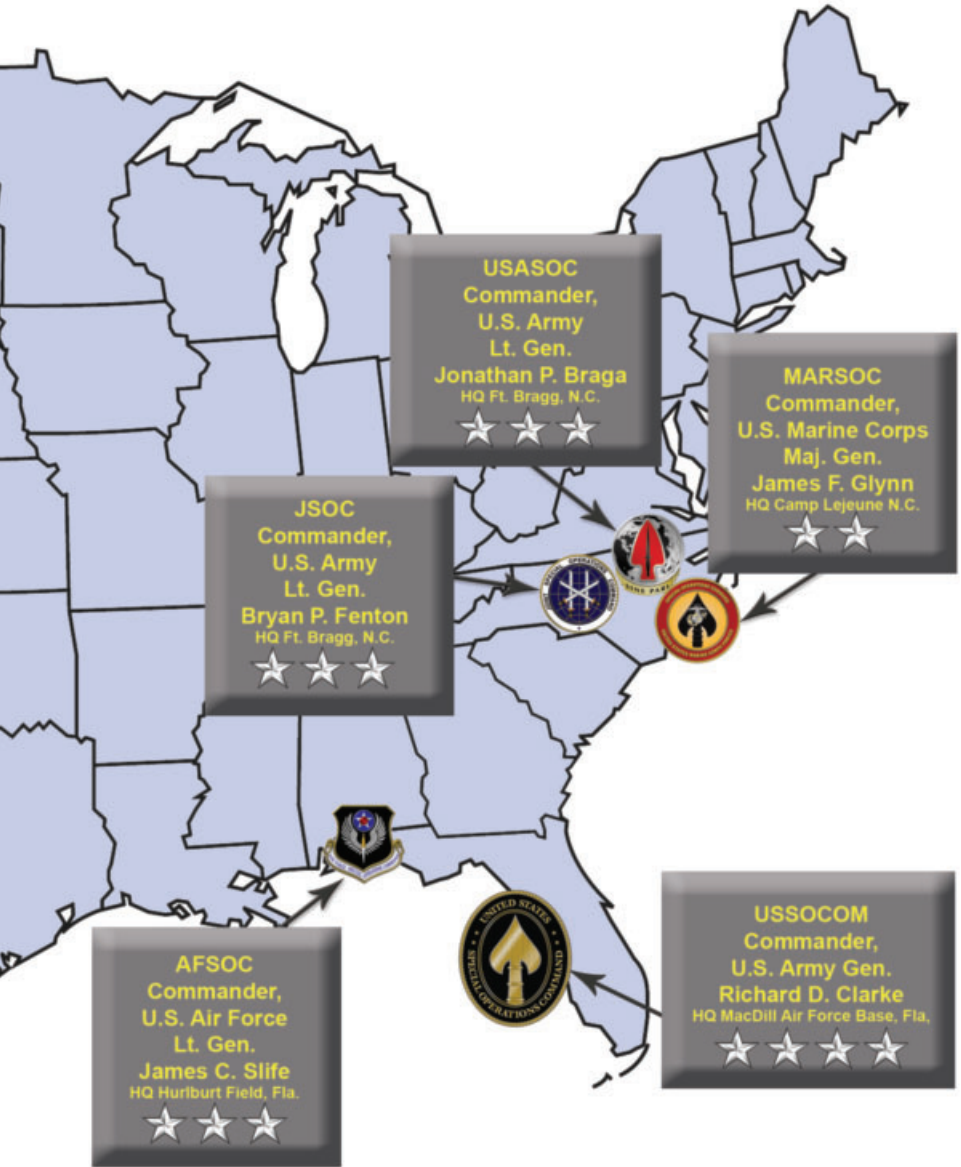 USASOC
Commander,
U.S. Army
Lt. Gen.
Jonathan P. Braga
HQ Ft. Bragg, N.C.
MARSOC
Commander,
U.S. Marine Corps
Maj. Gen.
James F. Glynn
HQ Camp Lejeune N.C.
JSOC
Commander,
U.S. Army
Lt. Gen.
Bryan P. Fenton
HQ Ft. Bragg, N.C.
SINE PARI
AFSOC
Commander,
U.S. Air Force
Lt. Gen.
James C. Slife
HQ Hurlburt Field, Fla.
UNITED STATES
SPECIAL OPERATIONS COMMAND
USSOCOM
Commander,
U.S. Army Gen.
Richard D. Clarke
HQ MacDill Air Force Base, Fla,